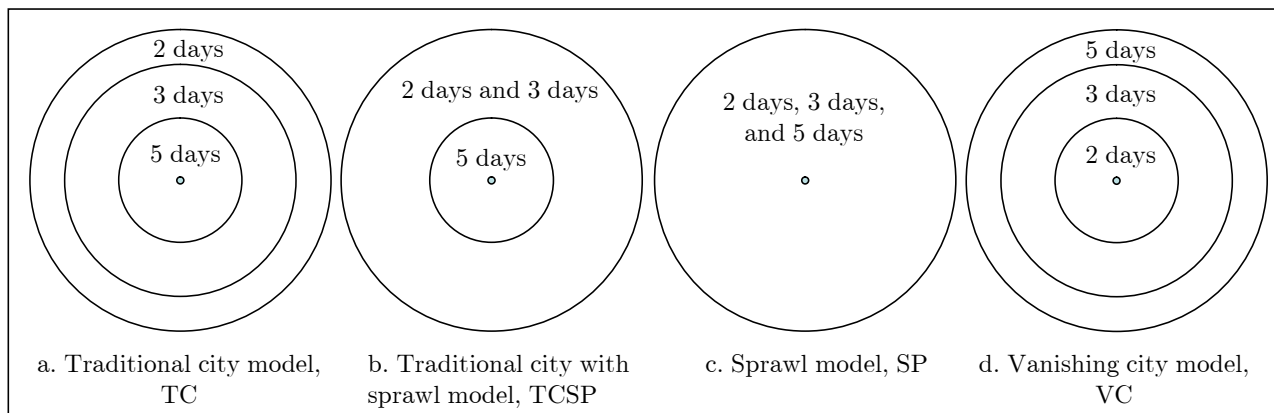 2 days
3 days
5 days
2 days and 3 days
5 days
2 days, 3 days,
and 5 days
5 days
3 days
2 days
a. Traditional city model,
TC
b. Traditional city with
sprawl model, TCSP
c. Sprawl model, SP
d. Vanishing city model,
VC